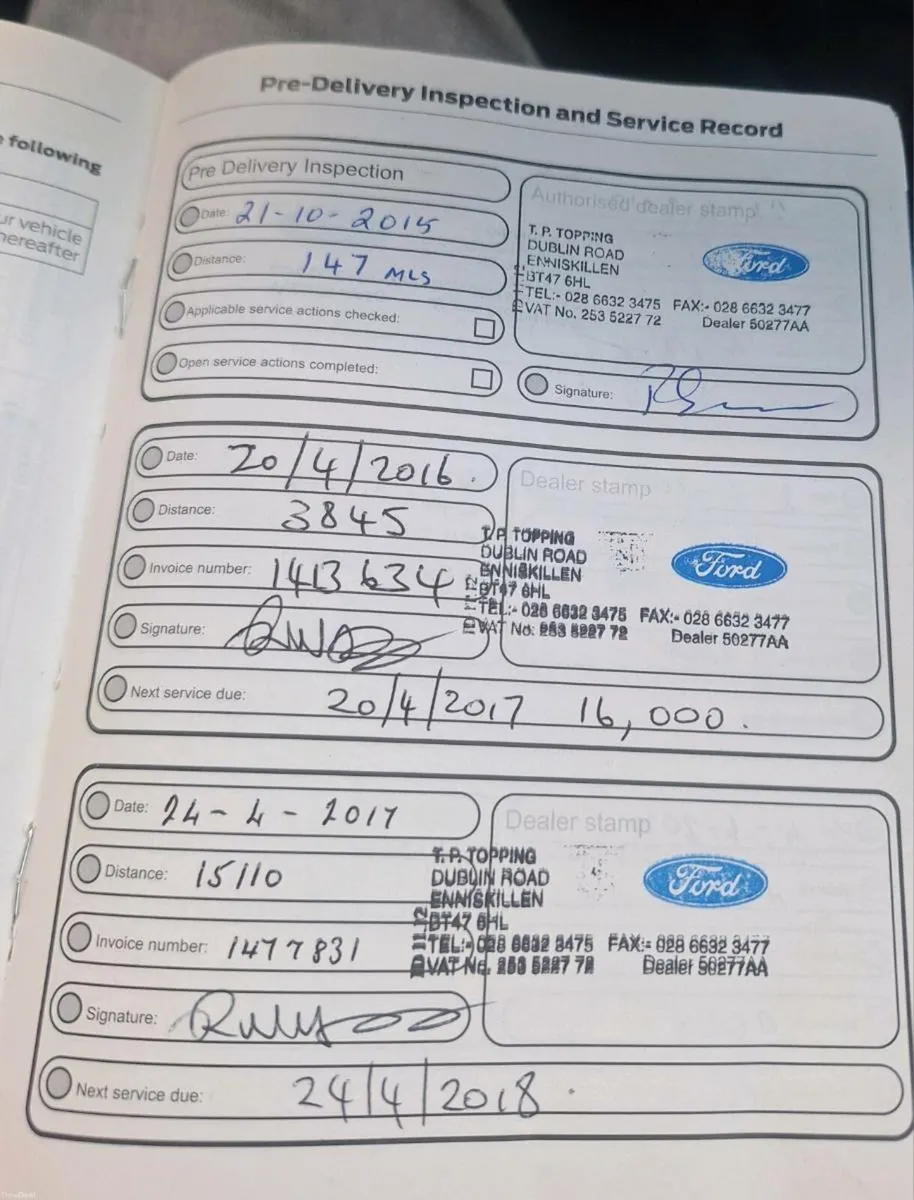 following
ur vehicle
hereafter
Pre-Delivery Inspection and Service Record
Pre Delivery Inspection
Date: 21-10-2015
Distance: 147 MLS
Applicable service actions checked:
Open service actions completed:
Authorised dealer stamp
T. P. TOPPING
DUBLIN ROAD
ENNISKILLEN
BT47 6HL
TEL:- 028 6632 3475 FAX:- 028 6632 3477
VAT No. 253 5227 72 Dealer 50277AA
Ford
Signature:
Date: 20/4/2016.
Distance: 3845
Invoice number: 1413634
Signature:
Next service due: 20/4/2017 16,000.
Dealer stamp
T. P. TOPPING
DUBLIN ROAD
ENNISKILLEN
BT47 6HL
TEL:- 028 6632 3475 FAX:- 028 6632 3477
VAT No: 253 5227 72 Dealer 50277AA
Ford
Date: 24-4-2017
Distance: 15110
Invoice number: 1477831
Signature:
Next service due: 24/4/2018.
Dealer stamp
T. P. TOPPING
DUBLIN ROAD
ENNISKILLEN
BT47 6HL
TEL:- 028 6632 3475 FAX:- 028 6632 3477
VAT No. 253 5227 72 Dealer 50277AA
Ford
DoneDeal